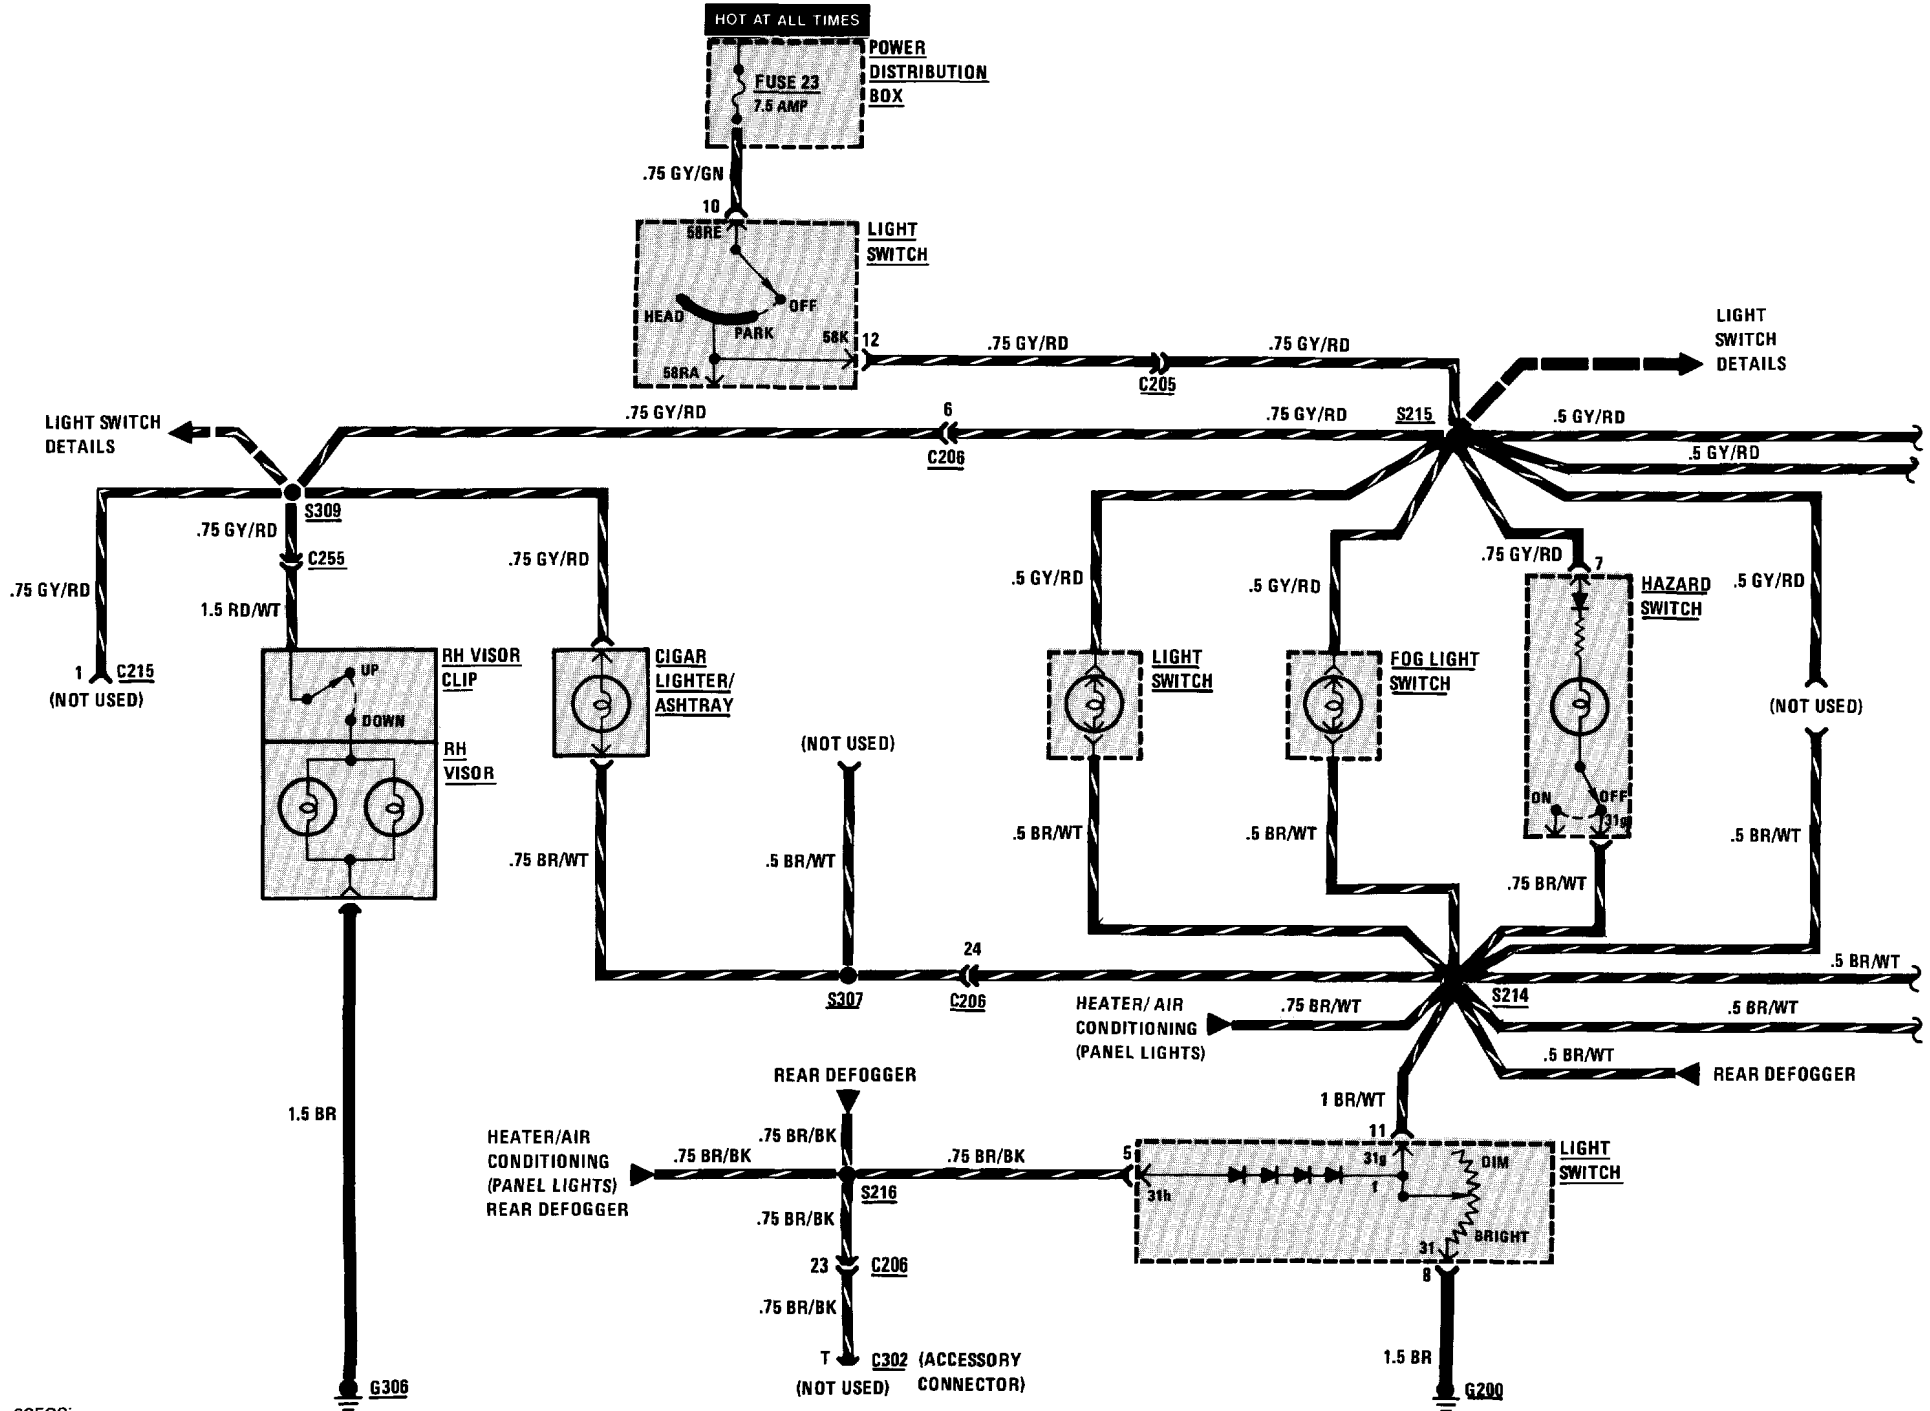 HOT AT ALL TIMES
POWER
DISTRIBUTION
BOX
FUSE 23
7.5 AMP
.75 GY/GN
10
58RE
LIGHT
SWITCH
OFF
HEAD
PARK
58K
12
58RA
.75 GY/RD
C205
.75 GY/RD
LIGHT
SWITCH
DETAILS
LIGHT SWITCH
DETAILS
.75 GY/RD
6
C206
.75 GY/RD
S215
.5 GY/RD
.5 GY/RD
S309
.75 GY/RD
C255
1.5 RD/WT
.75 GY/RD
1
C215
(NOT USED)
.75 GY/RD
RH VISOR
CLIP
UP
DOWN
RH
VISOR
CIGAR
LIGHTER/
ASHTRAY
.5 GY/RD
LIGHT
SWITCH
.5 GY/RD
FOG LIGHT
SWITCH
.75 GY/RD
7
HAZARD
SWITCH
ON
OFF
31g
.5 GY/RD
(NOT USED)
(NOT USED)
.75 BR/WT
.5 BR/WT
.5 BR/WT
.5 BR/WT
.75 BR/WT
.5 BR/WT
S307
24
C206
S214
.5 BR/WT
.5 BR/WT
HEATER/ AIR
CONDITIONING
(PANEL LIGHTS)
.75 BR/WT
.5 BR/WT
REAR DEFOGGER
1.5 BR
REAR DEFOGGER
.75 BR/BK
HEATER/AIR
CONDITIONING
(PANEL LIGHTS)
REAR DEFOGGER
.75 BR/BK
S216
.75 BR/BK
5
1 BR/WT
11
31g
31h
1
DIM
BRIGHT
31
8
LIGHT
SWITCH
.75 BR/BK
23
C206
.75 BR/BK
T
C302
(ACCESSORY
CONNECTOR)
(NOT USED)
1.5 BR
G306
G200